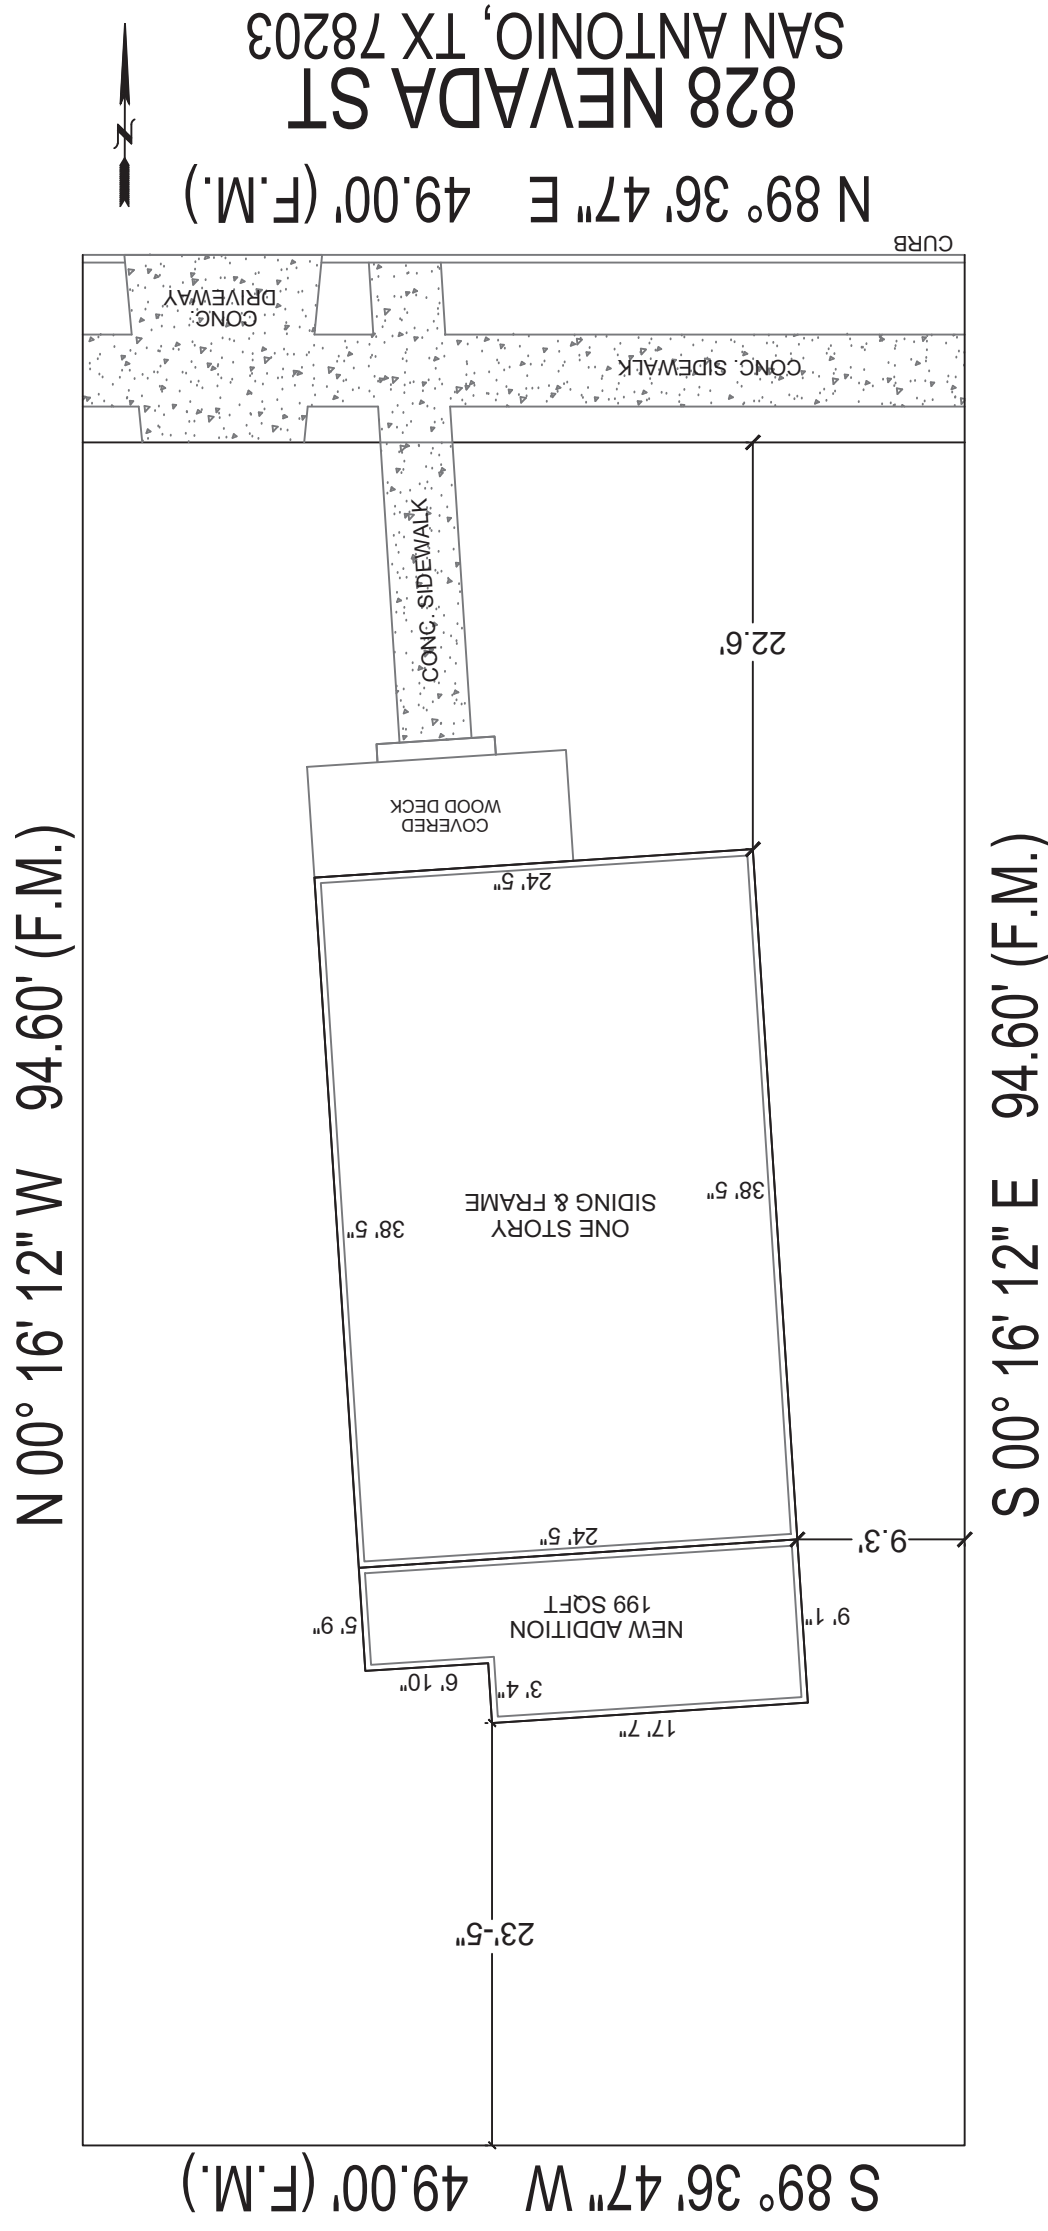 SAN ANTONIO, TX 78203
828 NEVADA ST
N
N 89° 36' 47" E 49.00' (F.M.)
CURB
CONC.
DRIVEWAY
CONC. SIDEWALK
CONC. SIDEWALK
22.6'
COVERED
WOOD DECK
24' 5"
N 00° 16' 12" W 94.60' (F.M.)
S 00° 16' 12" E 94.60' (F.M.)
38' 5"
ONE STORY
SIDING & FRAME
38' 5"
24' 5"
9.3'
NEW ADDITION
199 SQFT
5' 9"
9' 1"
6' 10"
3' 4"
17' 7"
23'-5"
S 89° 36' 47" W 49.00' (F.M.)